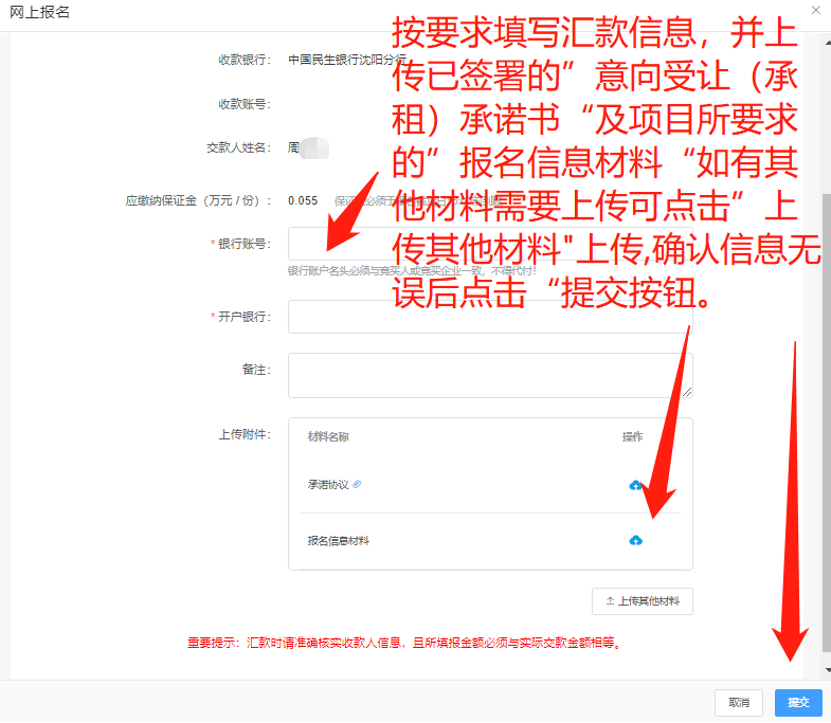 网上报名
按要求填写汇款信息，并上
传已签署的”意向受让（承
租）承诺书“及项目所要求
的”报名信息材料“如有其
他材料需要上传可点击”上
传其他材料"上传,确认信息无
误后点击“提交按钮。
收款银行： 中国民生银行沈阳分行
收款账号：
交款人姓名： 周
应缴纳保证金（万元 / 份）： 0.055 保证
* 银行账号：
银行账户名头必须与竞买人或竞买企业一致，不得代付！
* 开户银行：
备注：
上传附件： 材料名称 操作
承诺协议
报名信息材料
上传其他材料
重要提示：汇款时请准确核实收款人信息，且所填报金额必须与实际交款金额相等。
取消 提交